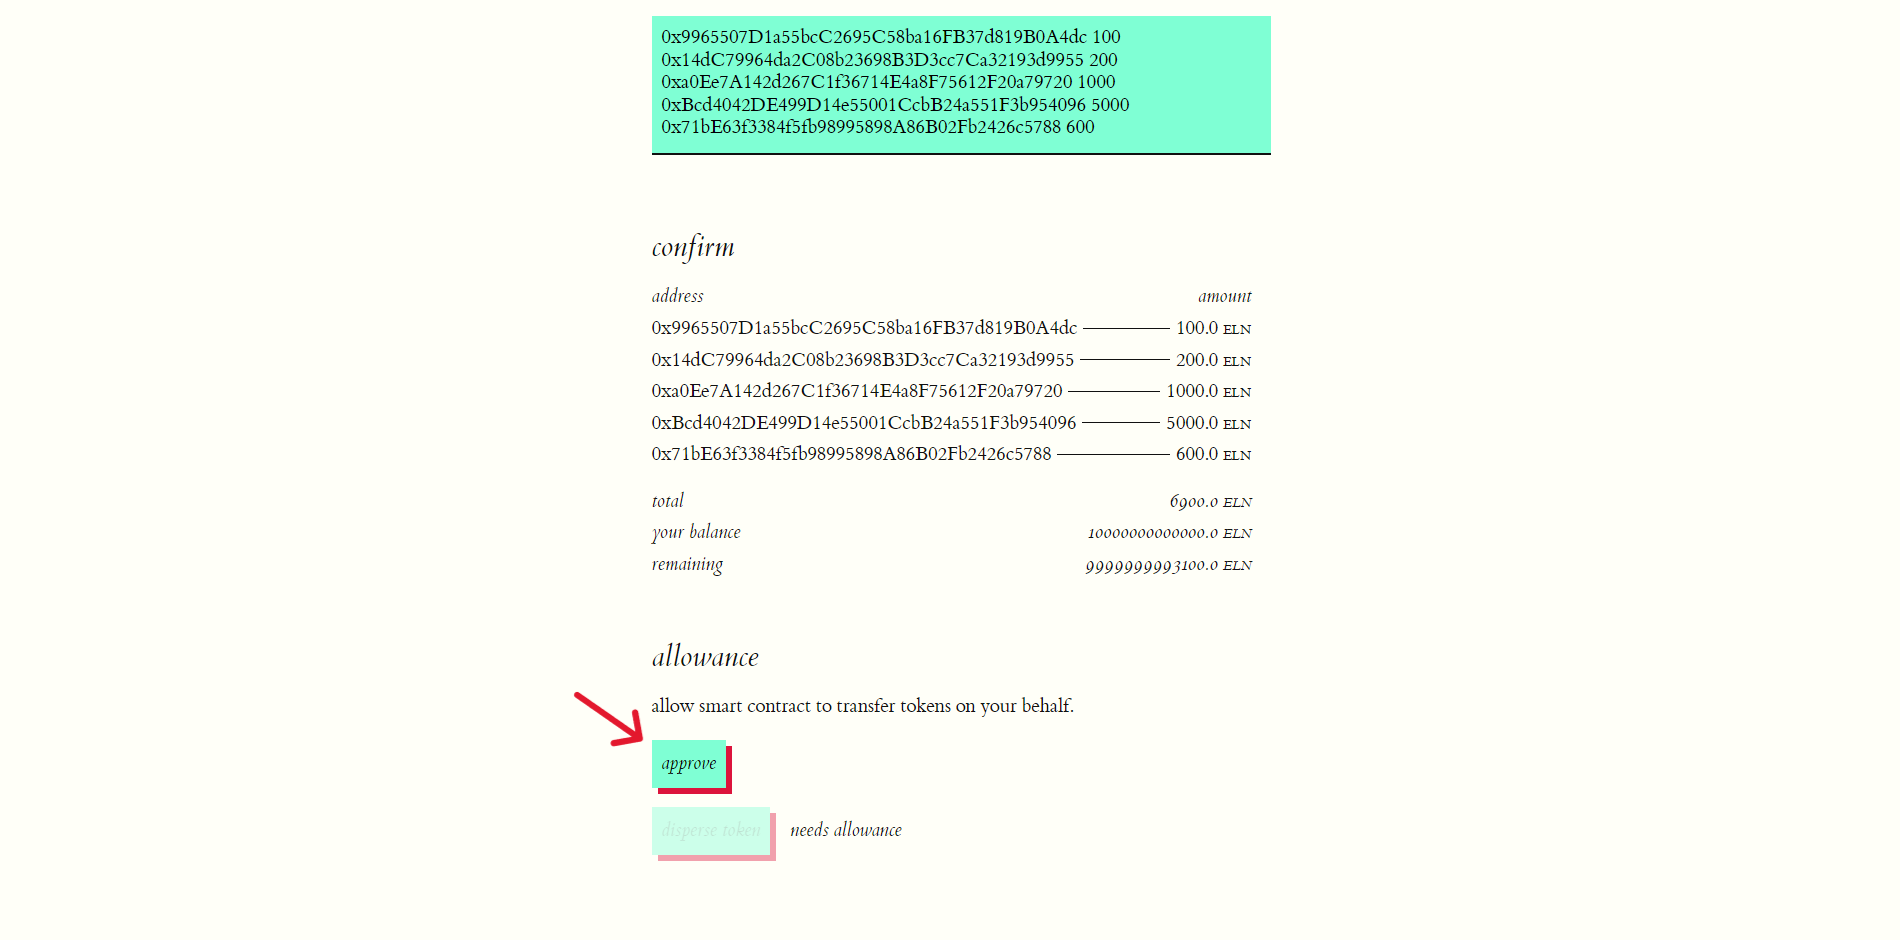 0x9965507D1a55bcC2695C58ba16FB37d819B0A4dc 100
0x14dC79964da2C08b23698B3D3cc7Ca32193d9955 200
0xa0Ee7A142d267C1f36714E4a8F75612F20a79720 1000
0xBcd4042DE499D14e55001CcbB24a551F3b954096 5000
0x71bE63f3384f5fb98995898A86B02Fb2426c5788 600
confirm
address amount
0x9965507D1a55bcC2695C58ba16FB37d819B0A4dc 100.0 ELN
0x14dC79964da2C08b23698B3D3cc7Ca32193d9955 200.0 ELN
0xa0Ee7A142d267C1f36714E4a8F75612F20a79720 1000.0 ELN
0xBcd4042DE499D14e55001CcbB24a551F3b954096 5000.0 ELN
0x71bE63f3384f5fb98995898A86B02Fb2426c5788 600.0 ELN
total 6900.0 ELN
your balance 10000000000000.0 ELN
remaining 9999999993100.0 ELN
allowance
allow smart contract to transfer tokens on your behalf.
approve
disperse token needs allowance